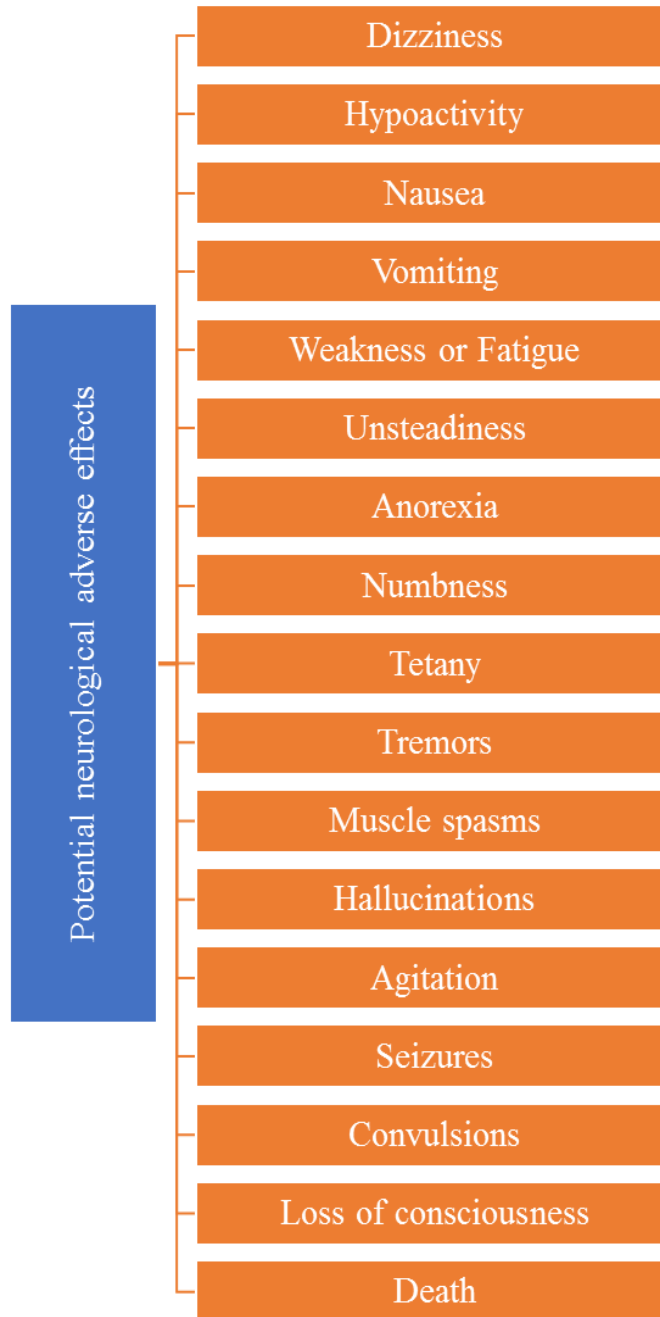 Potential neurological adverse effects
Dizziness
Hypoactivity
Nausea
Vomiting
Weakness or Fatigue
Unsteadiness
Anorexia
Numbness
Tetany
Tremors
Muscle spasms
Hallucinations
Agitation
Seizures
Convulsions
Loss of consciousness
Death